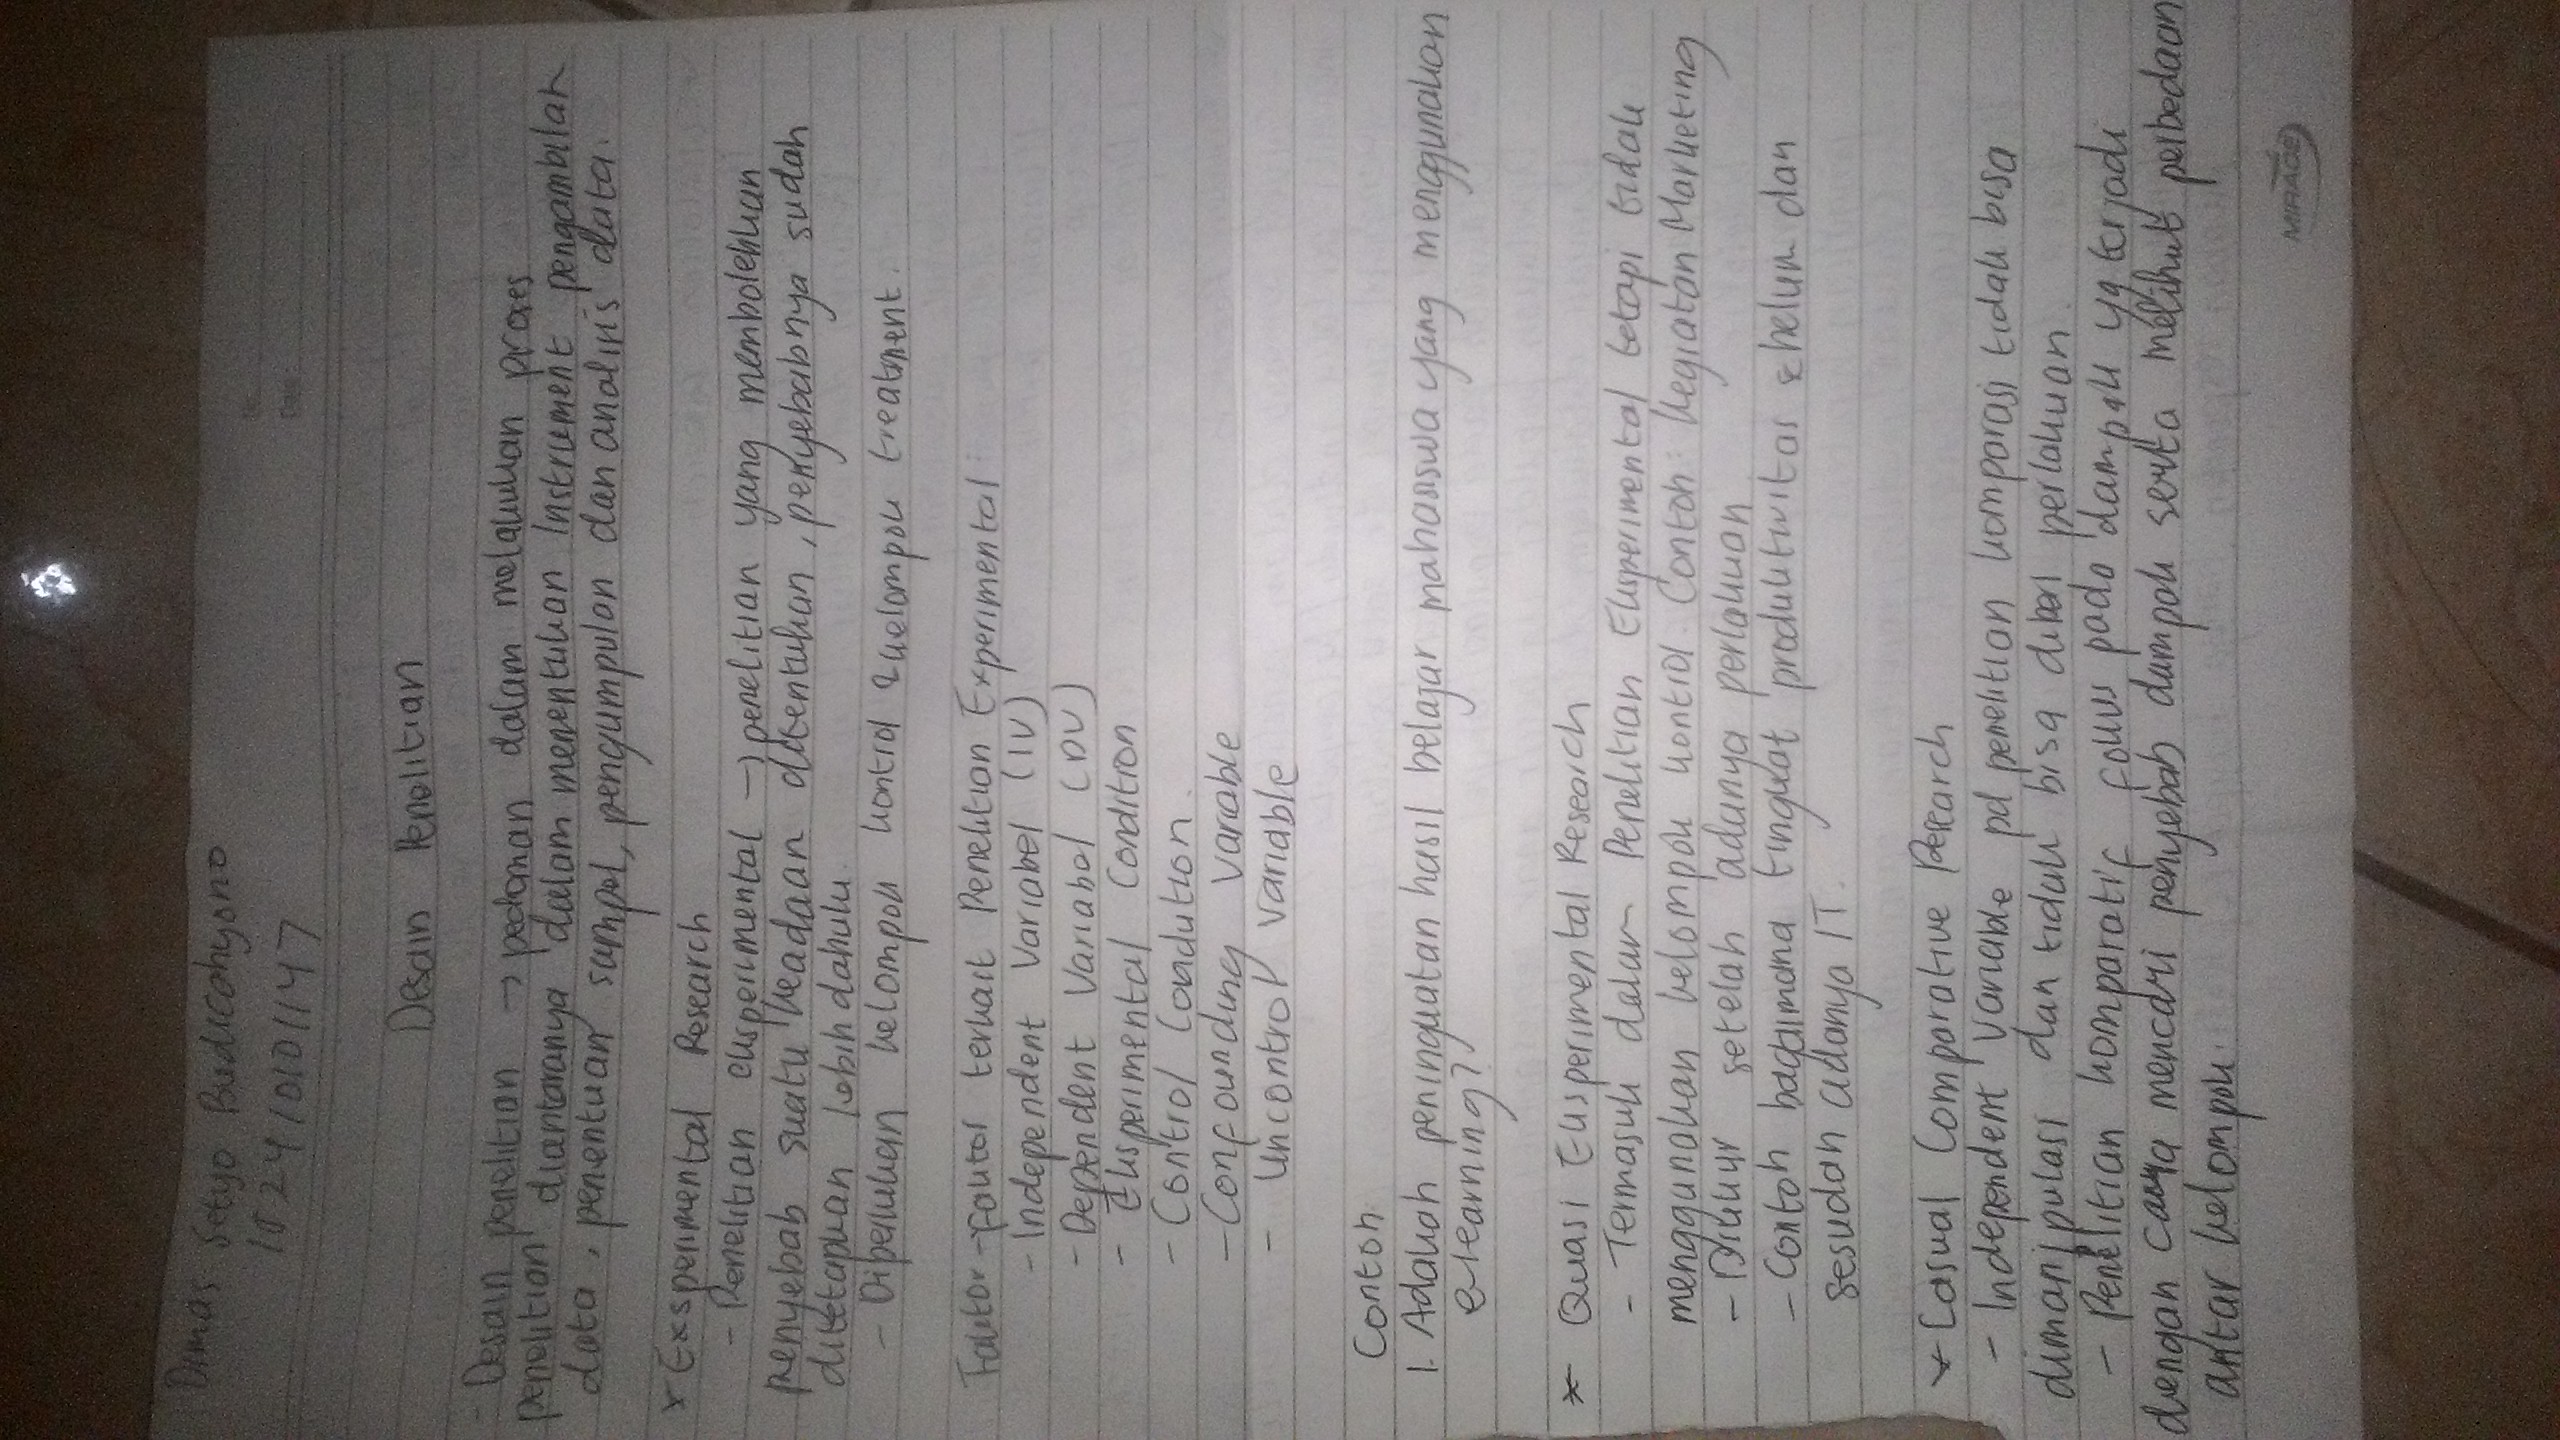 Dimas Setyo Budicahyono
152410101147
No
Date
Desain Penelitian
- Desain penelitian → pedoman dalam melakukan proses
penelitian diantaranya dalam menentukan Instrument pengambilan
data, penentuan sampel, pengumpulan dan analisis data.
* Exsperimental Research
- Penelitian eksperimental → penelitian yang membolehkan
penyebab suatu keadaan ditentukan, penyebabnya sudah
ditetapkan lebih dahulu.
- Diperlukan kelompok kontrol & kelompok treatment.
Faktor - faktor terkait Penelitian Experimental:
- Independent Variabel (IV)
- Dependent Variabel (DV)
- Eksperimental Condition
- Control Condution.
- Confounding Variable
- Uncontrol Variable
Contoh
1. Adakah peningkatan hasil belajar mahasiswa yang menggunakan
e-learning?
* Quasi Eksperimental Research
- Termasuk dalam Penelitian Eksperimental tetapi tidak
menggunakan kelompok kontrol. Contoh: Kegiatan Marketing
- Diukur setelah adanya perlakuan
- Contoh bagaimana tingkat produktivitas sebelum dan
sesudah adanya IT.
* Casual Comparative Research
- Independent Variable pd penelitian komparasi tidak bisa
dimanipulasi dan tidak bisa diberi perlakuan.
- Penelitian komparatif fokus pada dampak yg terjadi
dengan cara mencari penyebab dampak serta melihat perbedaan
antar kelompok.
MIRAGE